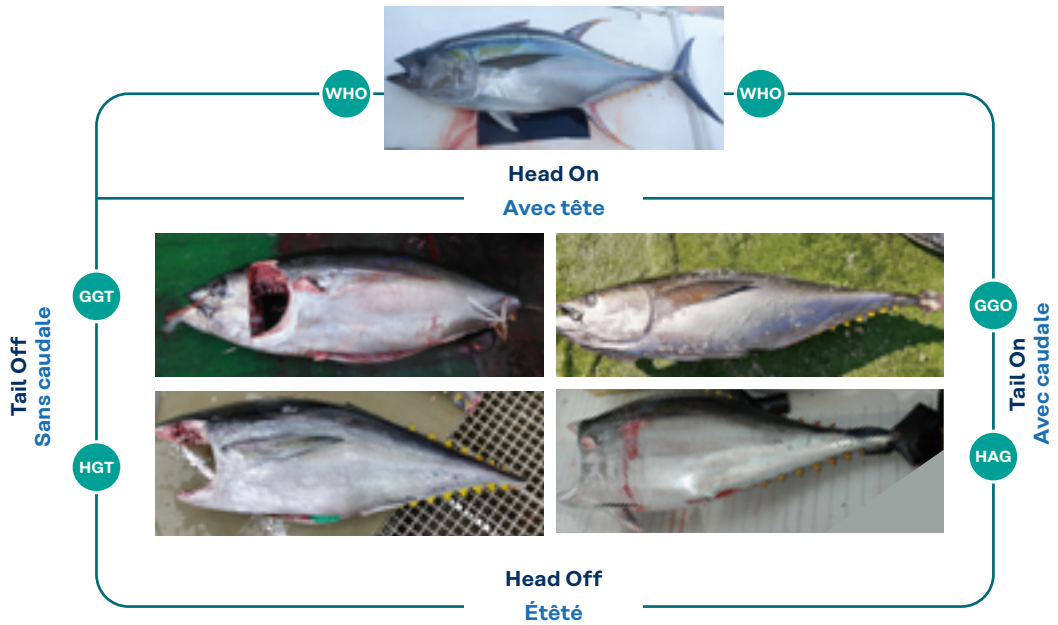 WHO
WHO
Head On
Avec tête
GGT
GGO
Tail Off
Sans caudale
Tail On
Avec caudale
HGT
HAG
Head Off
Étêté